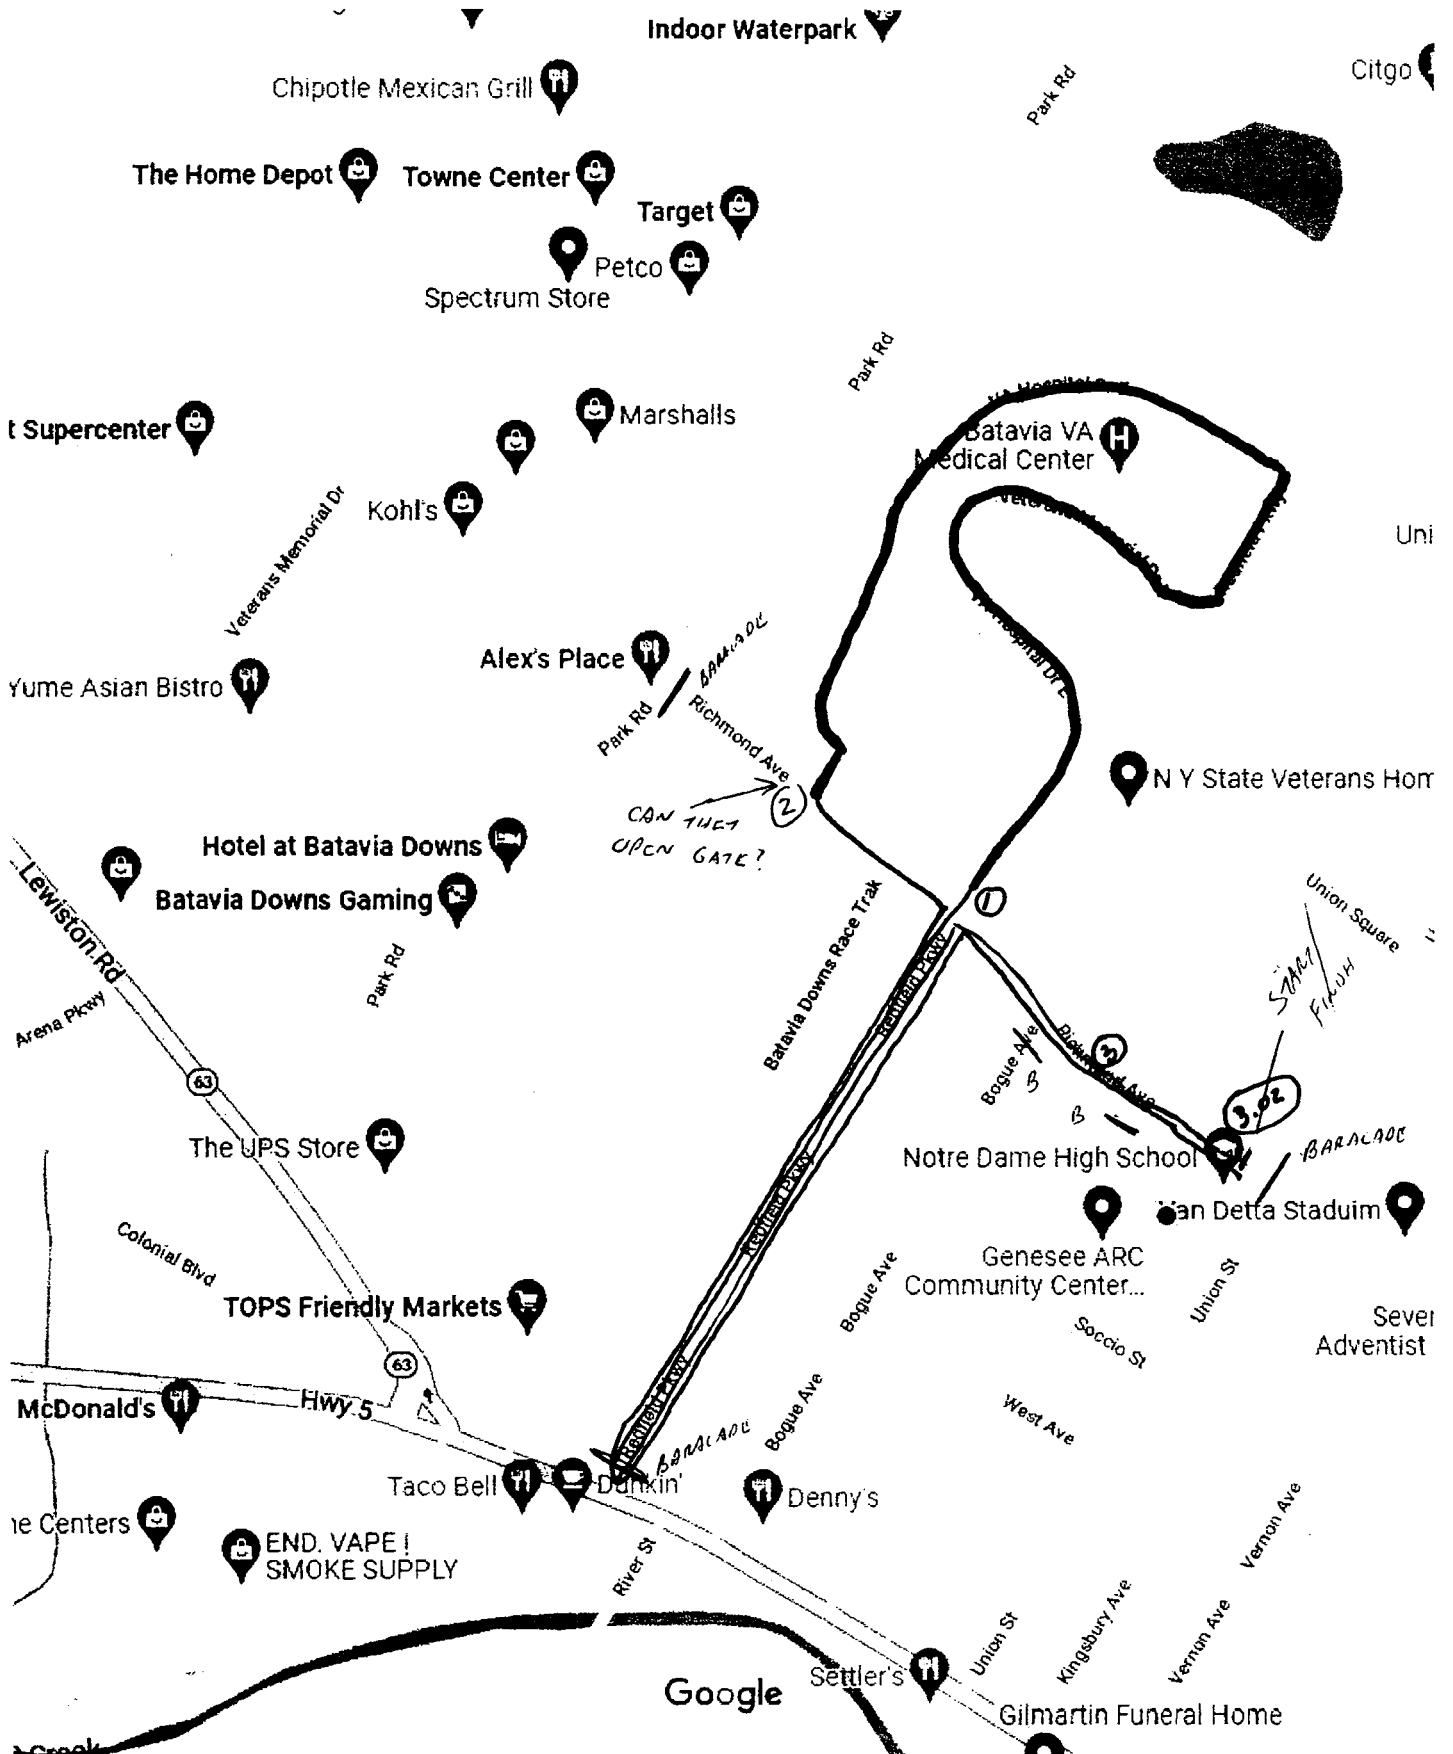 Indoor Waterpark
Chipotle Mexican Grill
Park Rd
Citgo
The Home Depot
Towne Center
Target
Petco
Spectrum Store
Park Rd
t Supercenter
Marshalls
VA Hospital
Batavia VA
Medical Center
Kohl's
Veterans Memorial Dr
Uni
Alex's Place
BARACADE
Yume Asian Bistro
Park Rd
Richmond Ave
VA Hospital Dr E
N Y State Veterans Hom
2
CAN THEY
OPEN GATE?
Hotel at Batavia Downs
Batavia Downs Gaming
1
Lewiston Rd
Park Rd
Batavia Downs Race Trak
Redfield Pkwy
Union Square
START/
FINISH
Arena Pkwy
63
Bogue Ave
B
3
Richmond Ave
B
3.02
BARACADE
The UPS Store
Notre Dame High School
Redfield Pkwy
Van Detta Staduim
Colonial Blvd
Genesee ARC
Community Center...
Bogue Ave
Union St
TOPS Friendly Markets
Soccio St
Sever
Adventist
63
Redfield Pkwy
McDonald's
Hwy 5
Bogue Ave
West Ave
BARACADE
Taco Bell
Dunkin'
Denny's
ne Centers
END. VAPE |
SMOKE SUPPLY
River St
Vernon Ave
Union St
Kingsbury Ave
Vernon Ave
Settler's
Google
Gilmartin Funeral Home
Creek